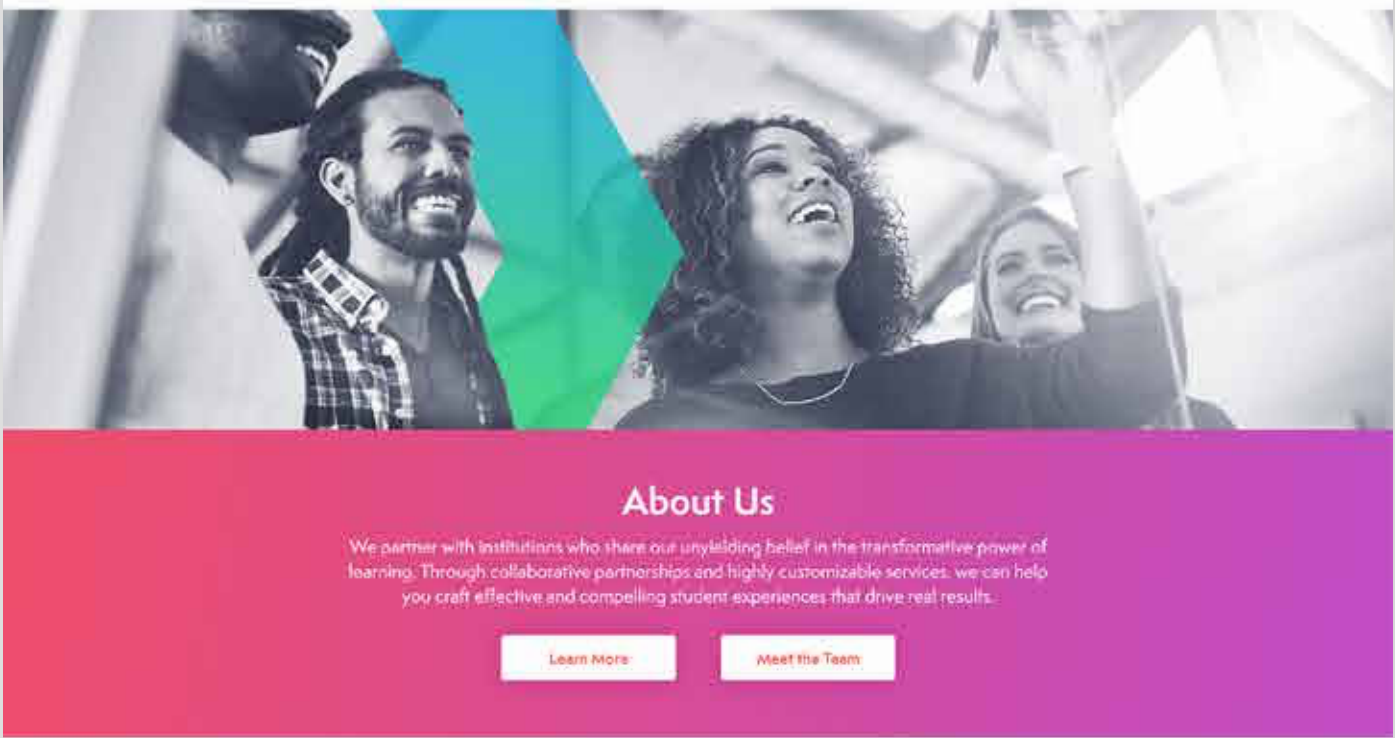 About Us
We partner with institutions who share our unyielding belief in the transformative power of
learning. Through collaborative partnerships and highly customizable services, we can help
you craft effective and compelling student experiences that drive real results.
Learn More
Meet the Team